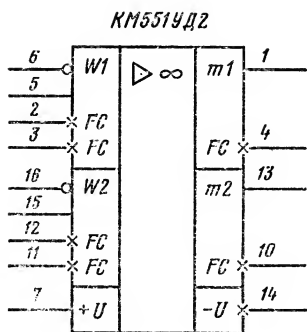 КМ551УД2
6 W1 ▷ ∞ m1 1
5
2 FC
3 FC FC 4
16 W2 m2 13
15
12 FC
11 FC FC 10
7 +U -U 14